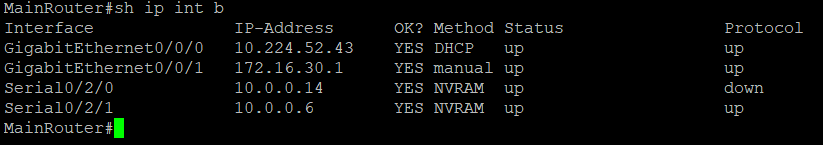 MainRouter#sh ip int b
Interface IP-Address OK? Method Status Protocol
GigabitEthernet0/0/0 10.224.52.43 YES DHCP up up
GigabitEthernet0/0/1 172.16.30.1 YES manual up up
Serial0/2/0 10.0.0.14 YES NVRAM up down
Serial0/2/1 10.0.0.6 YES NVRAM up up
MainRouter#